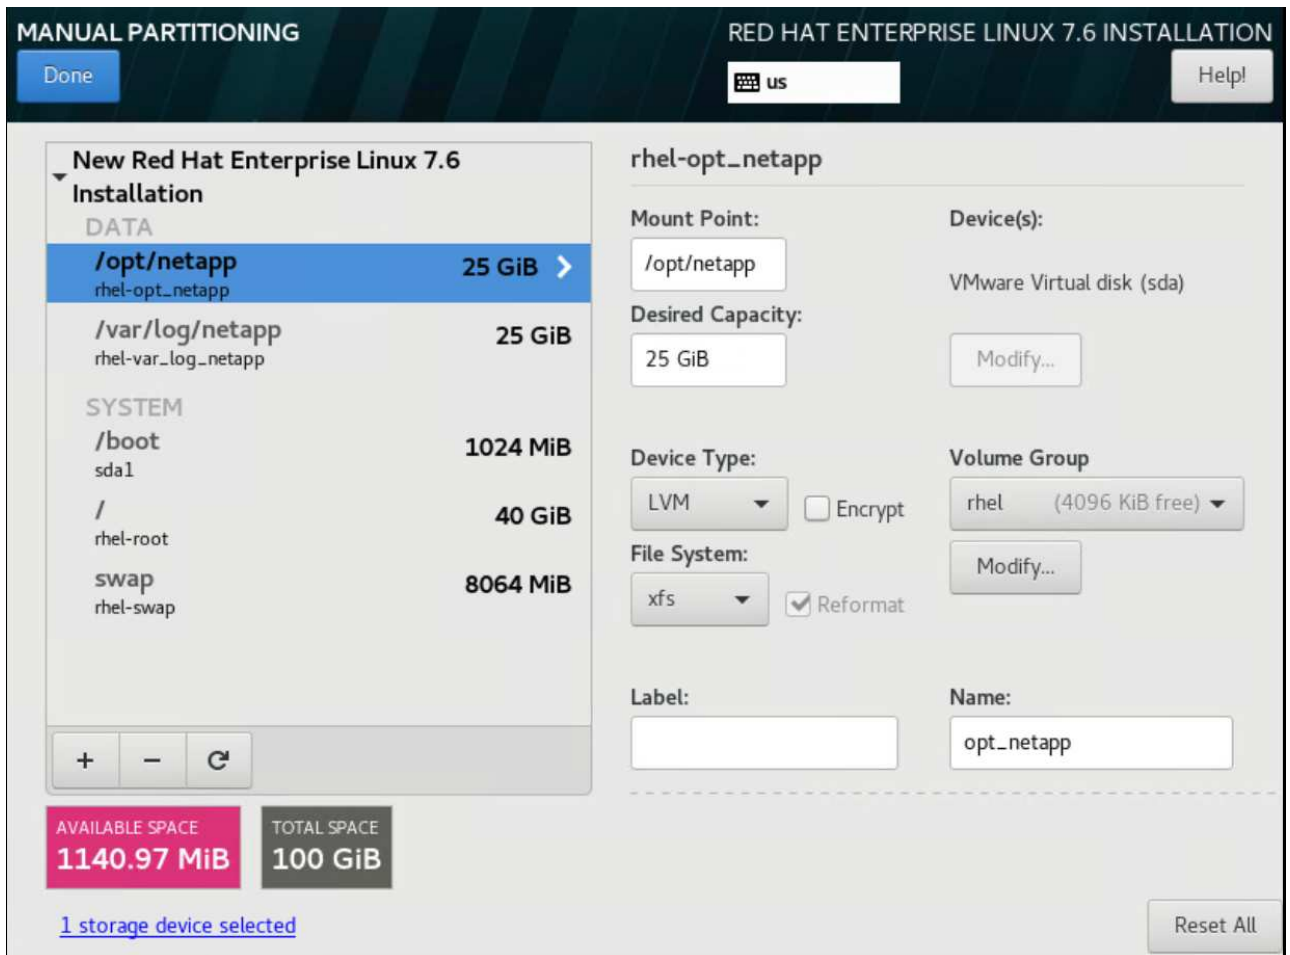 MANUAL PARTITIONING
RED HAT ENTERPRISE LINUX 7.6 INSTALLATION
Done
us
Help!
New Red Hat Enterprise Linux 7.6
Installation
DATA
/opt/netapp
25 GiB
rhel-opt_netapp
/var/log/netapp
25 GiB
rhel-var_log_netapp
SYSTEM
/boot
1024 MiB
sda1
/
40 GiB
rhel-root
swap
8064 MiB
rhel-swap
+ −
AVAILABLE SPACE
1140.97 MiB
TOTAL SPACE
100 GiB
1 storage device selected
rhel-opt_netapp
Mount Point:
/opt/netapp
Desired Capacity:
25 GiB
Device(s):
VMware Virtual disk (sda)
Modify...
Device Type:
LVM
Encrypt
Volume Group
rhel (4096 KiB free)
Modify...
File System:
xfs
Reformat
Label:
Name:
opt_netapp
Reset All